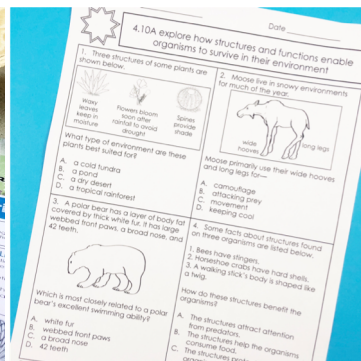 Date
4.10A explore how structures and functions enable
organisms to survive in their environment
1. Three structures of some plants are
shown below.
waxy
leaves
keep in
moisture
Flowers bloom
soon after
rainfall to avoid
drought
Spines
provide
shade
What type of environment are these
plants best suited for?
A. a cold tundra
B. a pond
C. a dry desert
D. a tropical rainforest
2. Moose live in snowy environments
for much of the year.
wide
hooves
long legs
Moose primarily use their wide hooves
and long legs for—
A. camouflage
B. attacking prey
C. movement
D. keeping cool
3. A polar bear has a layer of body fat
covered by thick white fur. It has large
webbed front paws, a broad nose, and
42 teeth.
Which is most closely related to a polar
bear's excellent swimming ability?
A. white fur
B. webbed front paws
C. a broad nose
D. 42 teeth
4. Some facts about structures found
on three organisms are listed below.
1. Bees have stingers.
2. Horseshoe crabs have hard shells.
3. A walking stick's body is shaped like
a twig.
How do these structures benefit the
organisms?
A. The structures attract attention
from predators.
B. The structures help the organisms
consume food.
C. The structures